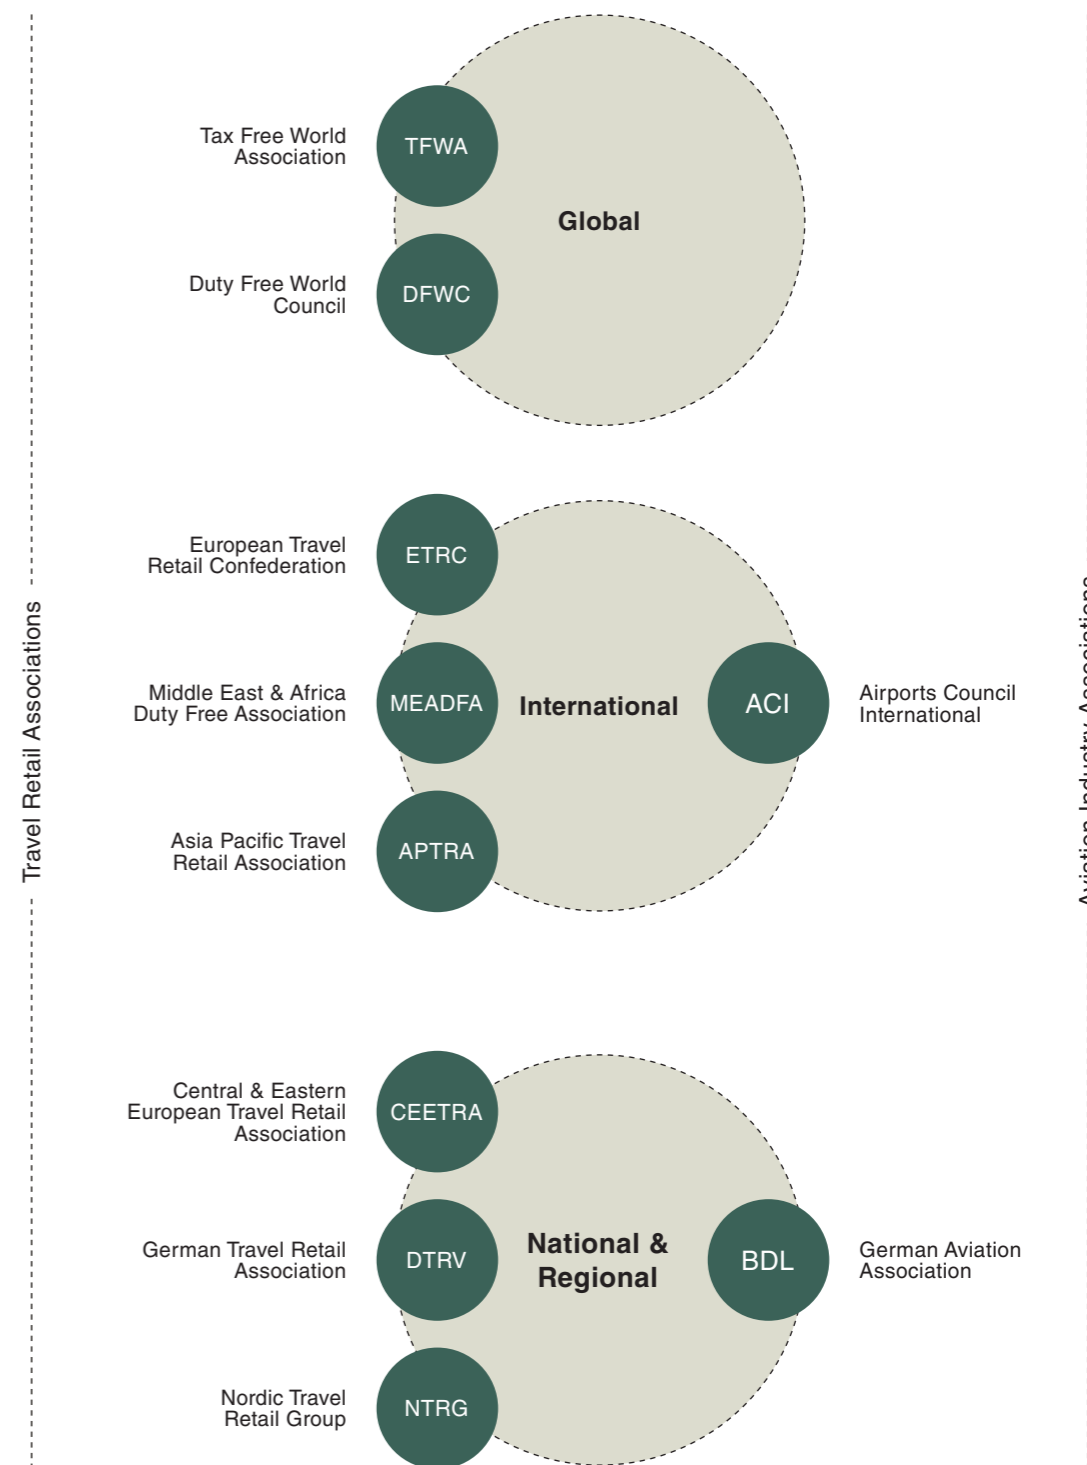 Travel Retail Associations
Tax Free World
Association
TFWA
Global
Duty Free World
Council
DFWC
European Travel
Retail Confederation
ETRC
Middle East & Africa
Duty Free Association
MEADFA
International
ACI
Airports Council
International
Asia Pacific Travel
Retail Association
APTRA
Central & Eastern
European Travel Retail
Association
CEETRA
German Travel Retail
Association
DTRV
National &
Regional
BDL
German Aviation
Association
Nordic Travel
Retail Group
NTRG
Aviation Industry Associations